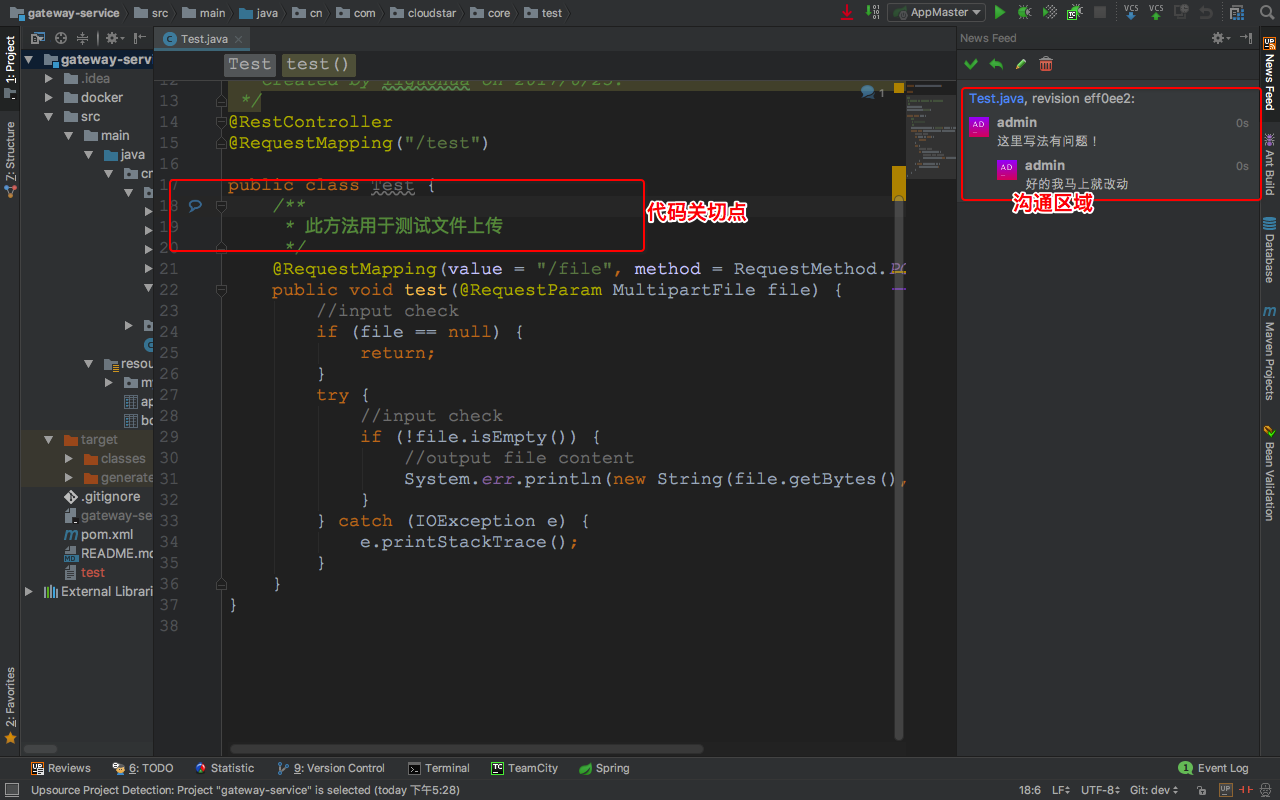 gateway-service src main java cn com cloudstar core test AppMaster
1: Project
Test.java
News Feed
gateway-serv
.idea
docker
src
main
java
cn
resou
m
ap
bo
target
classes
generate
.gitignore
gateway-se
pom.xml
README.md
test
External Librari
7: Structure
2: Favorites
Test test()
13 */
14 @RestController
15 @RequestMapping("/test")
16
17 public class Test {
18 /**
19 * 此方法用于测试文件上传
20 */
21 @RequestMapping(value = "/file", method = RequestMethod.PO
22 public void test(@RequestParam MultipartFile file) {
23 //input check
24 if (file == null) {
25 return;
26 }
27 try {
28 //input check
29 if (!file.isEmpty()) {
30 //output file content
31 System.err.println(new String(file.getBytes(),
32 }
33 } catch (IOException e) {
34 e.printStackTrace();
35 }
36 }
37 }
38
代码关切点
1
Test.java, revision eff0ee2:
admin 0s
这里写法有问题！
admin 0s
好的我马上就改动
沟通区域
News Feed
Ant Build
Database
Maven Projects
Bean Validation
Reviews 6: TODO Statistic 9: Version Control Terminal TeamCity Spring 1 Event Log
Upsource Project Detection: Project "gateway-service" is selected (today 下午5:28) 18:6 LF UTF-8 Git: dev